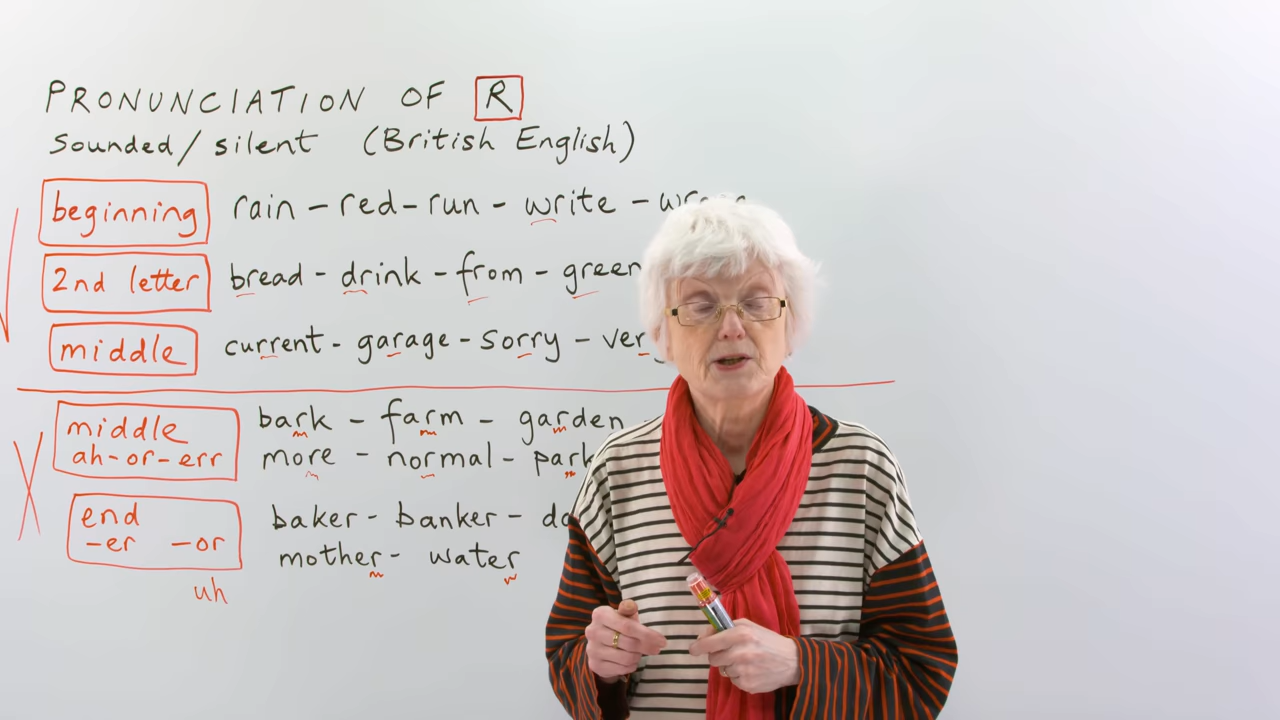 PRONUNCIATION OF R
Sounded/silent (British English)
beginning rain – red – run – write –
2nd letter bread – drink – from – green
middle current – garage – sorry –
middle bark – farm – garden
ah-or-err more – normal –
end baker – banker –
-er -or mother – water
uh